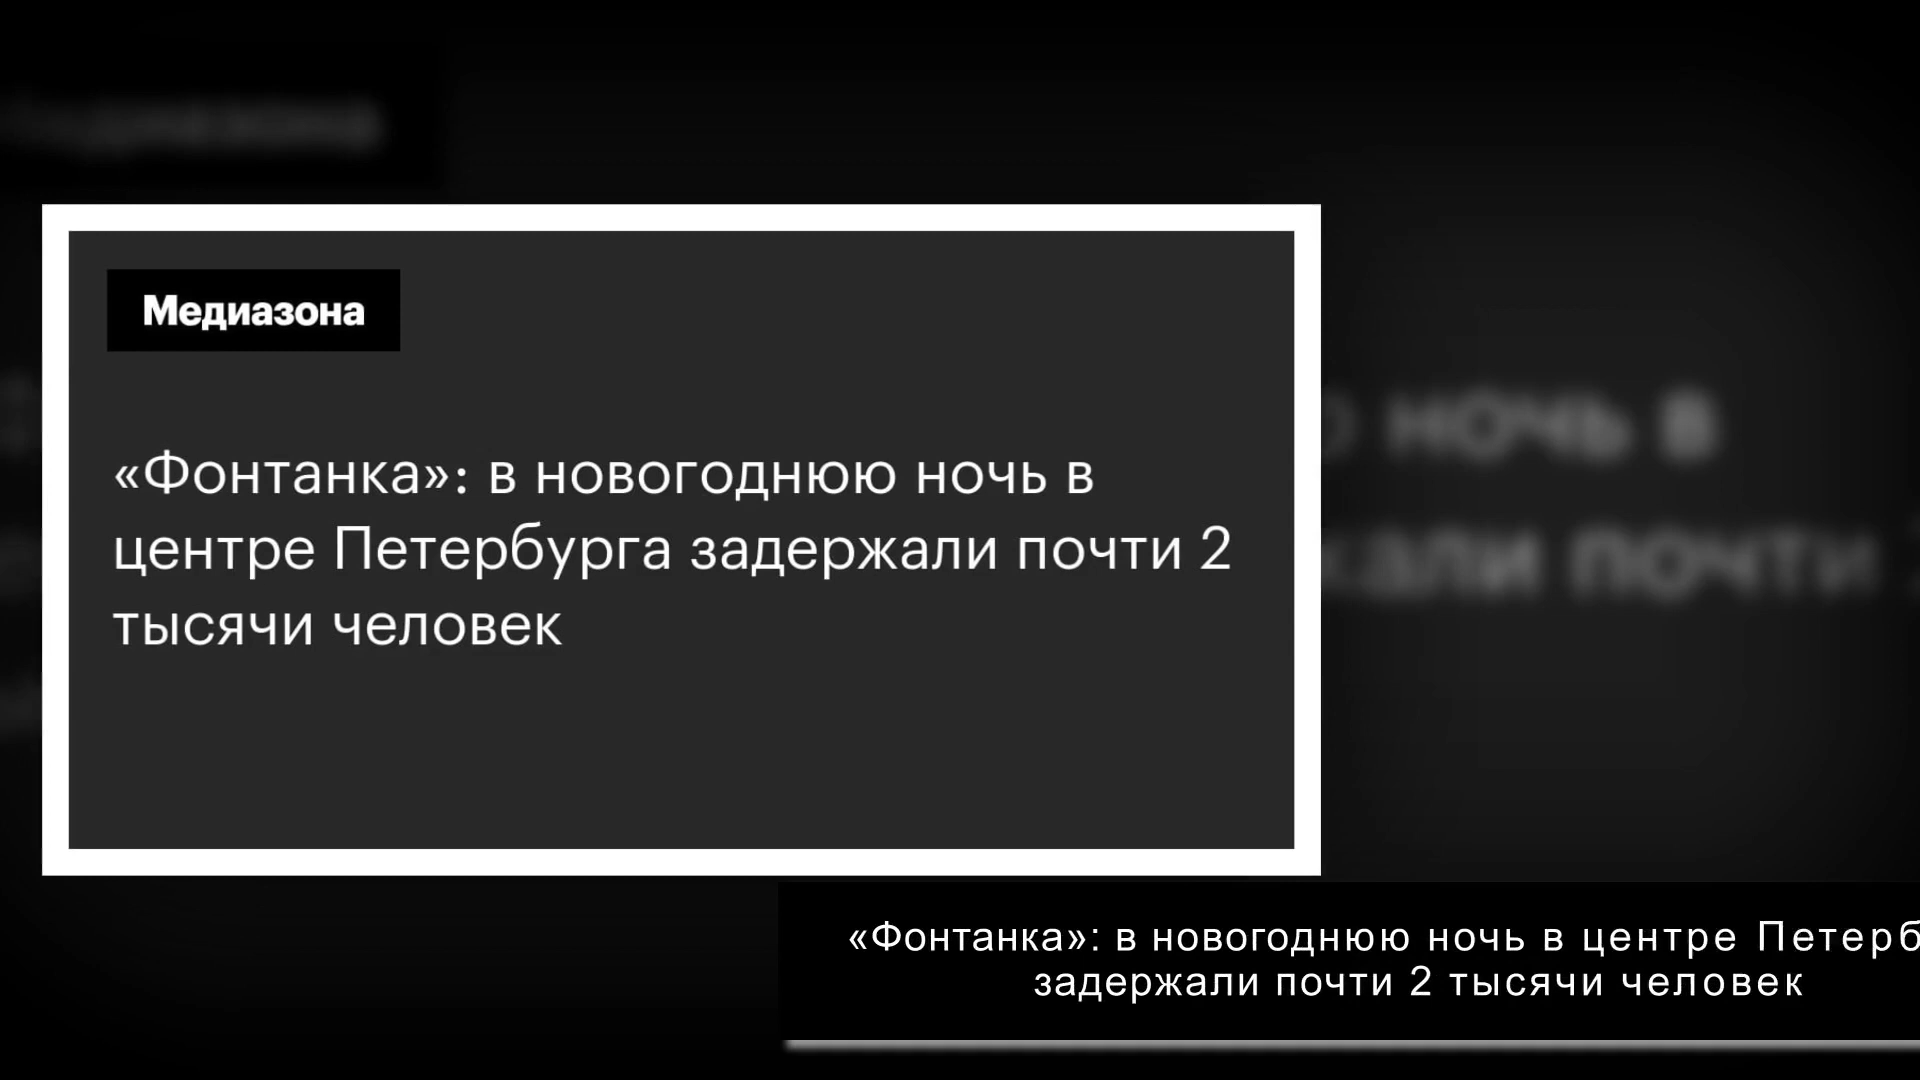 Медиазона
«Фонтанка»: в новогоднюю ночь в
центре Петербурга задержали почти 2
тысячи человек
«Фонтанка»: в новогоднюю ночь в центре
задержали почти 2 тысячи человек